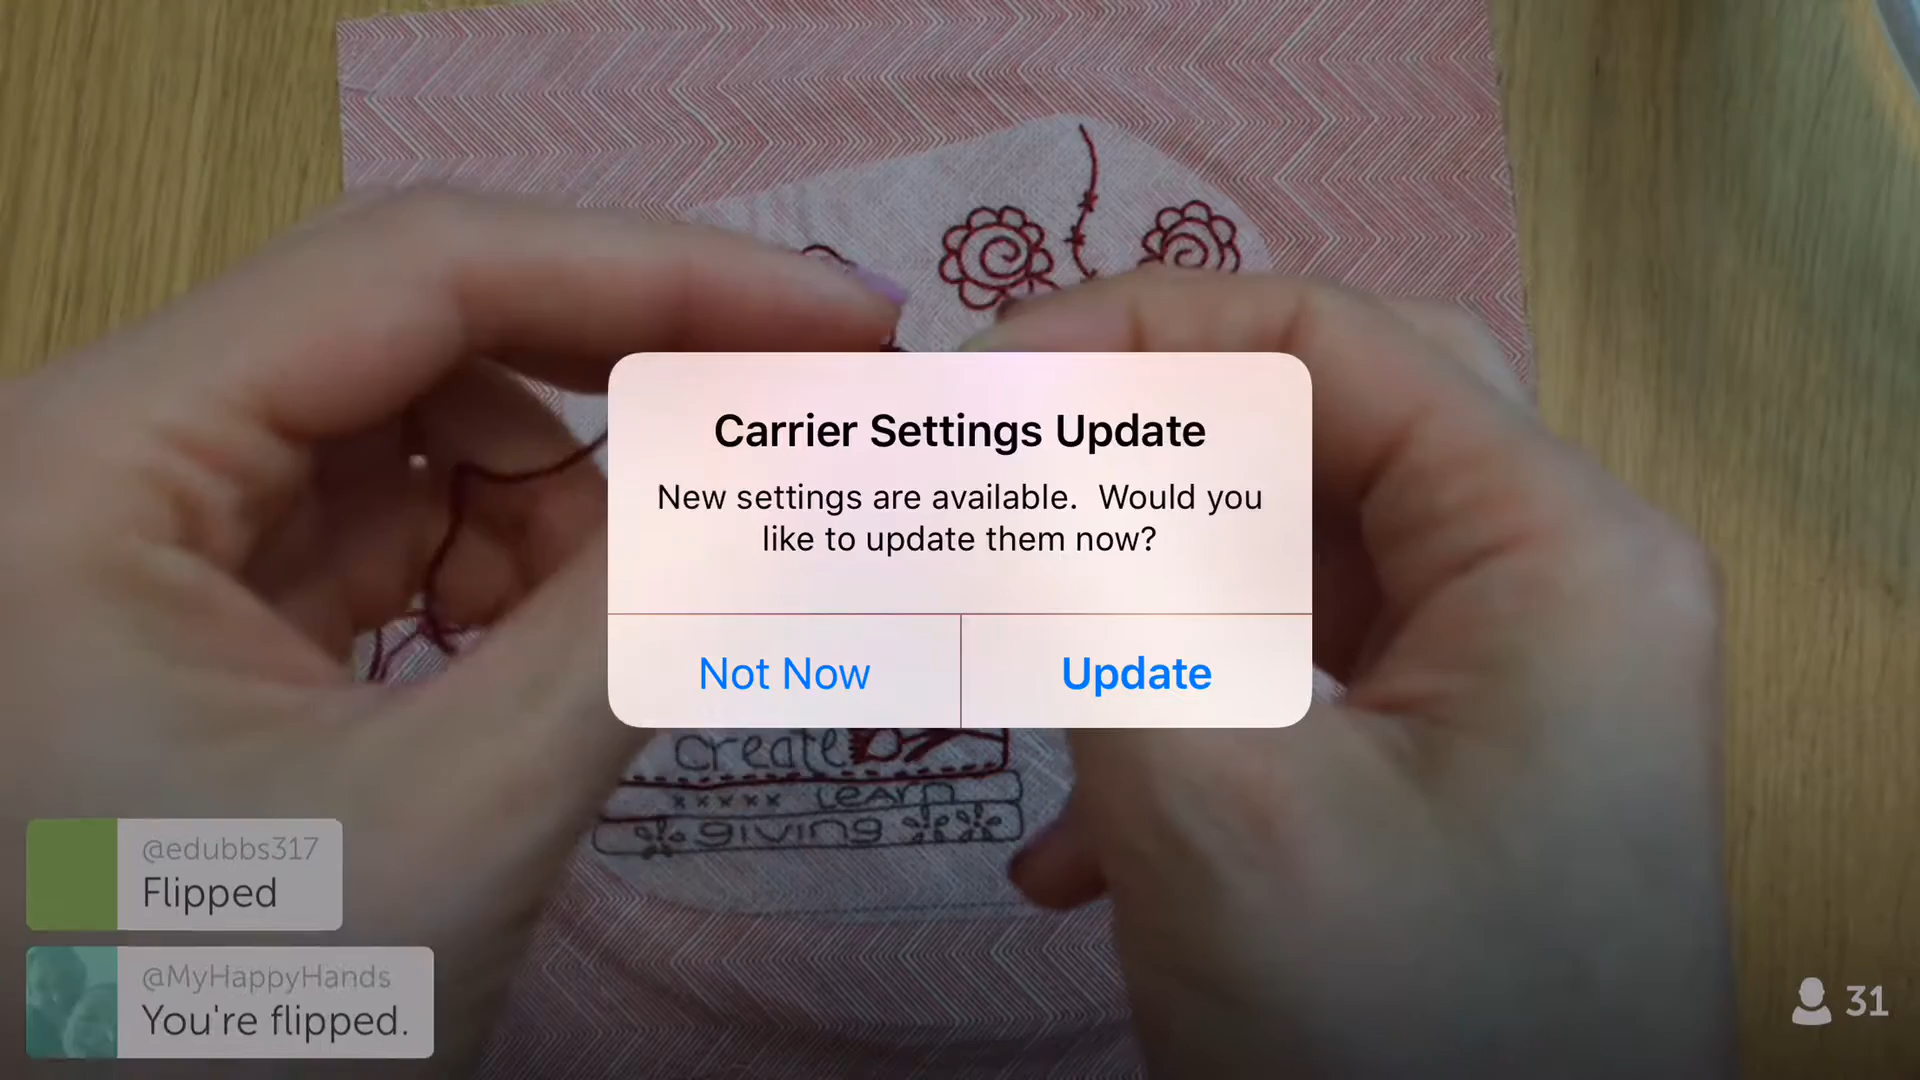 Carrier Settings Update
New settings are available.  Would you
like to update them now?
Not Now
Update
create
xxxxx LEARN
giving
@edubbs317
Flipped
@MyHappyHands
You're flipped.
31